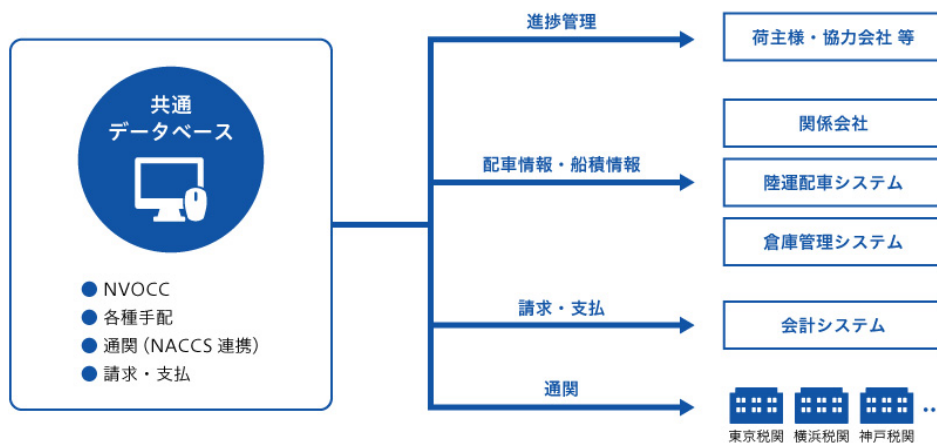 共通
データベース
● NVOCC
● 各種手配
● 通関（NACCS 連携）
● 請求・支払
進捗管理
荷主様・協力会社 等
配車情報・船積情報
関係会社
陸運配車システム
倉庫管理システム
請求・支払
会計システム
通関
東京税関 横浜税関 神戸税関 …